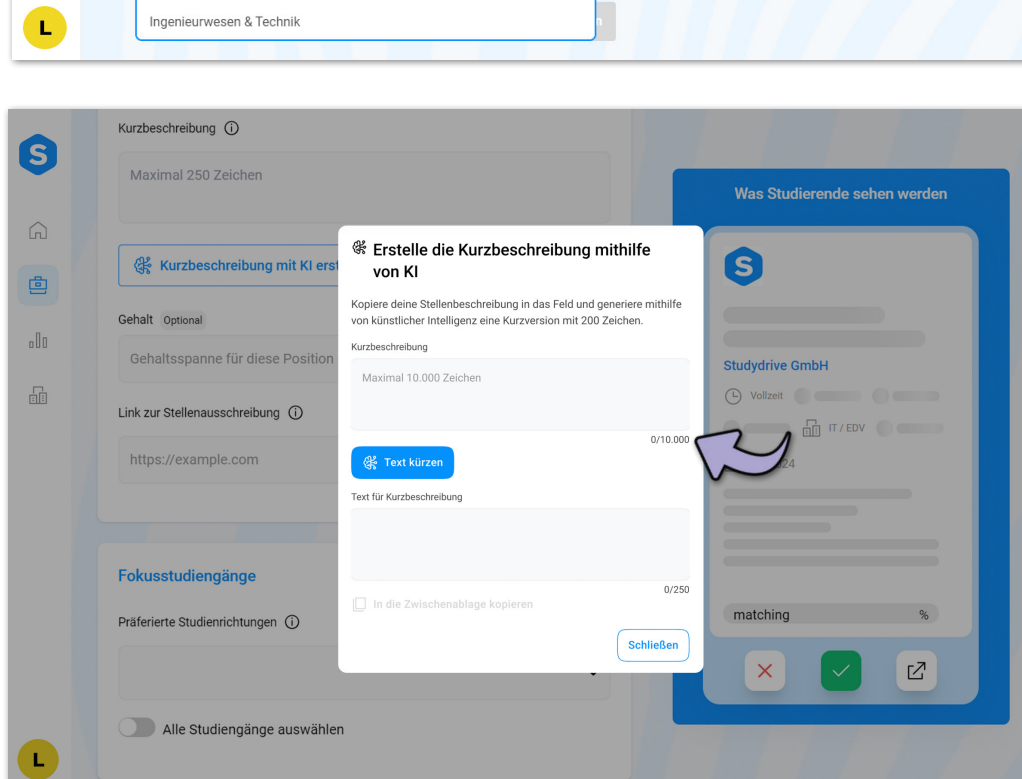 Ingenieurwesen & Technik
L
S
Kurzbeschreibung
Maximal 250 Zeichen
Kurzbeschreibung mit KI erst
Gehalt Optional
Gehaltsspanne für diese Position
Link zur Stellenausschreibung
https://example.com
Fokusstudiengänge
Präferierte Studienrichtungen
Alle Studiengänge auswählen
L
Erstelle die Kurzbeschreibung mithilfe
von KI
Kopiere deine Stellenbeschreibung in das Feld und generiere mithilfe
von künstlicher Intelligenz eine Kurzversion mit 200 Zeichen.
Kurzbeschreibung
Maximal 10.000 Zeichen
0/10.000
Text kürzen
Text für Kurzbeschreibung
0/250
In die Zwischenablage kopieren
Schließen
Was Studierende sehen werden
S
Studydrive GmbH
Vollzeit
IT / EDV
24
matching %